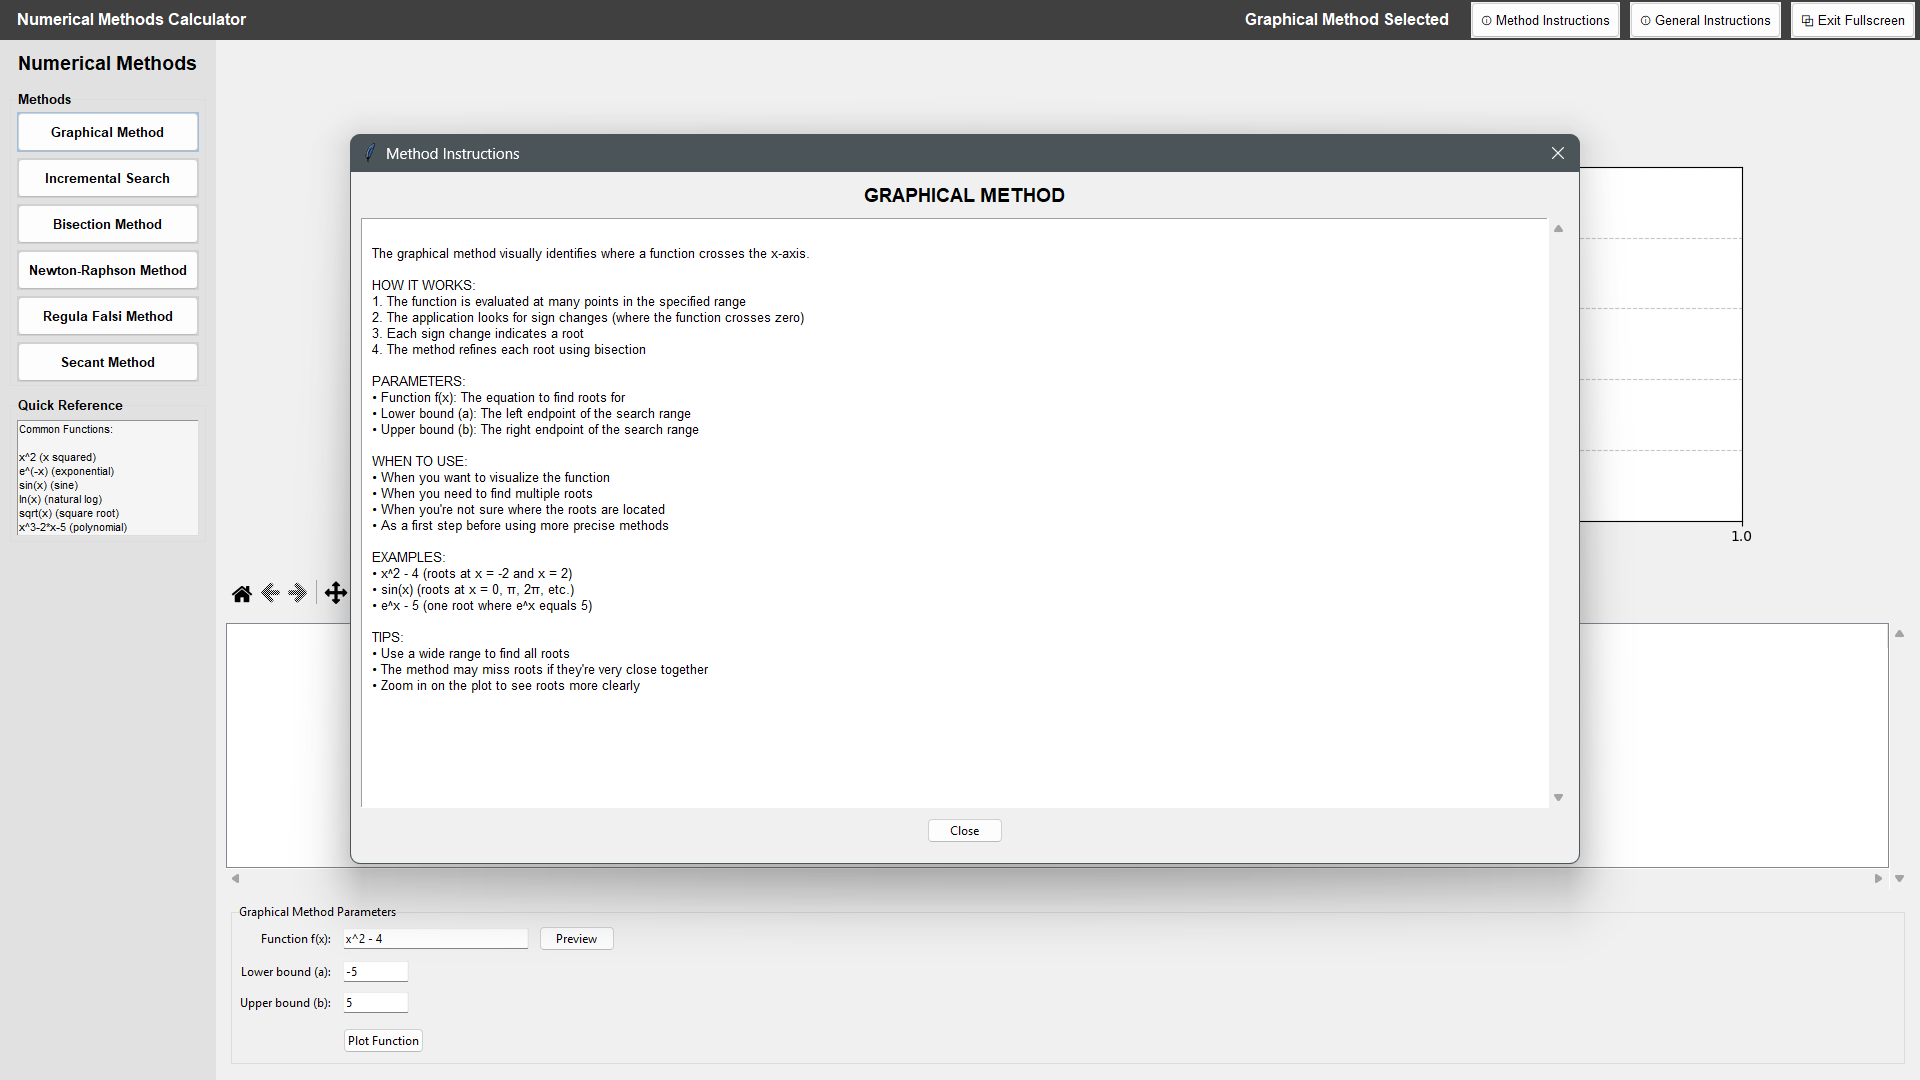 Numerical Methods Calculator
Graphical Method Selected
Method Instructions
General Instructions
Exit Fullscreen
Numerical Methods
Methods
Graphical Method
Incremental Search
Bisection Method
Newton-Raphson Method
Regula Falsi Method
Secant Method
Quick Reference
Common Functions:
x^2 (x squared)
e^(-x) (exponential)
sin(x) (sine)
ln(x) (natural log)
sqrt(x) (square root)
x^3-2*x-5 (polynomial)
Method Instructions
GRAPHICAL METHOD
The graphical method visually identifies where a function crosses the x-axis.
HOW IT WORKS:
1. The function is evaluated at many points in the specified range
2. The application looks for sign changes (where the function crosses zero)
3. Each sign change indicates a root
4. The method refines each root using bisection
PARAMETERS:
• Function f(x): The equation to find roots for
• Lower bound (a): The left endpoint of the search range
• Upper bound (b): The right endpoint of the search range
WHEN TO USE:
• When you want to visualize the function
• When you need to find multiple roots
• When you're not sure where the roots are located
• As a first step before using more precise methods
EXAMPLES:
• x^2 - 4 (roots at x = -2 and x = 2)
• sin(x) (roots at x = 0, π, 2π, etc.)
• e^x - 5 (one root where e^x equals 5)
TIPS:
• Use a wide range to find all roots
• The method may miss roots if they're very close together
• Zoom in on the plot to see roots more clearly
Close
1.0
Graphical Method Parameters
Function f(x): x^2 - 4 Preview
Lower bound (a): -5
Upper bound (b): 5
Plot Function